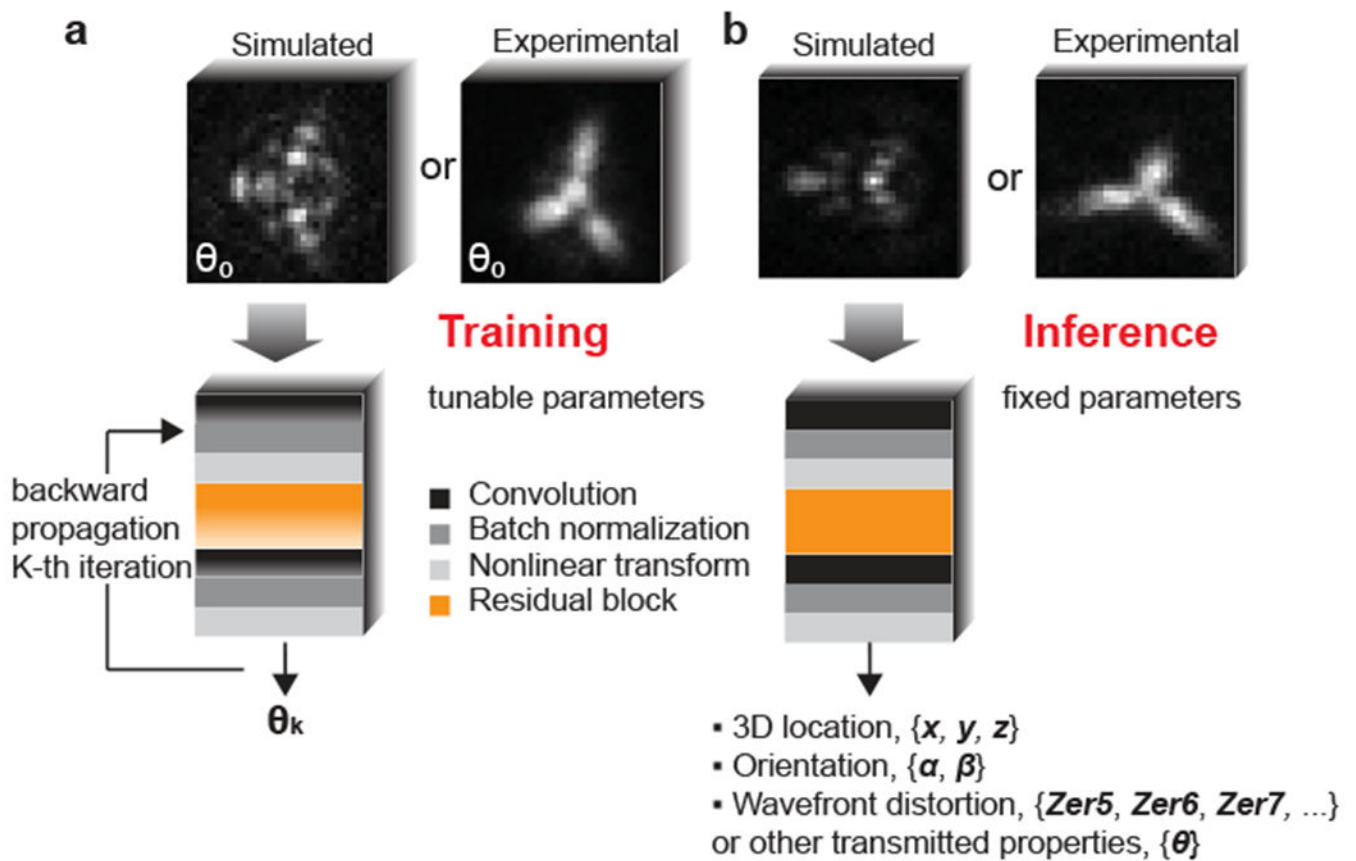 a
Simulated
Experimental
or
θ₀
θ₀
Training
tunable parameters
backward
propagation
K-th iteration
Convolution
Batch normalization
Nonlinear transform
Residual block
θₖ
b
Simulated
Experimental
or
Inference
fixed parameters
▪ 3D location, {x, y, z}
▪ Orientation, {α, β}
▪ Wavefront distortion, {Zer5, Zer6, Zer7, ...}
or other transmitted properties, {θ}